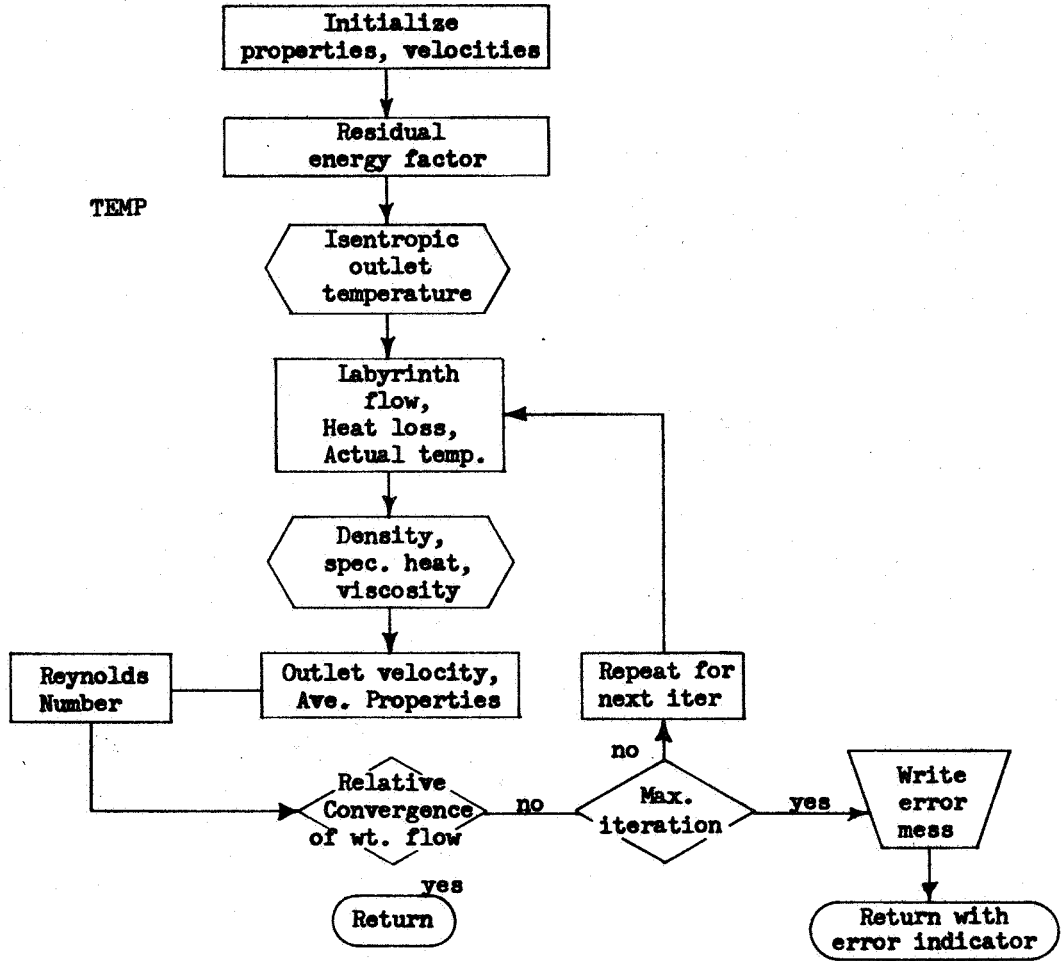 Initialize
properties, velocities
Residual
energy factor
TEMP
Isentropic
outlet
temperature
Labyrinth
flow,
Heat loss,
Actual temp.
Density,
spec. heat,
viscosity
Outlet velocity,
Ave. Properties
Reynolds
Number
Repeat for
next iter
no
Relative
Convergence
of wt. flow
no
Max.
iteration
yes
Write
error
mess
yes
Return
Return with
error indicator